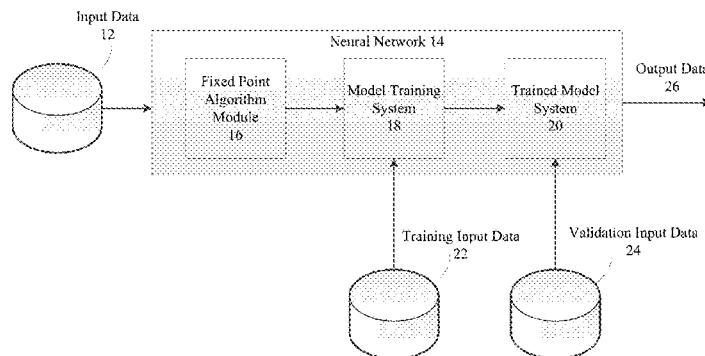 Input Data
12
Neural Network 14
Fixed Point
Algorithm
Module
16
Model Training
System
18
Trained Model
System
20
Output Data
26
Training Input Data
22
Validation Input Data
24